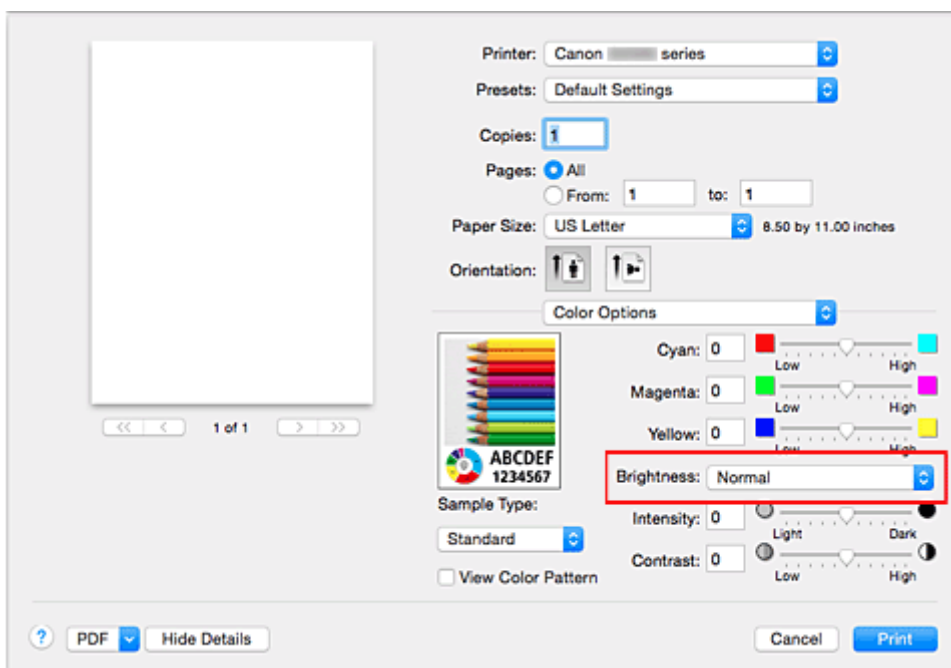 Printer: Canon series
Presets: Default Settings
Copies: 1
Pages: All
From: 1 to: 1
Paper Size: US Letter 8.50 by 11.00 inches
Orientation:
Color Options
Cyan: 0
Low High
Magenta: 0
Low High
Yellow: 0
Low High
Brightness: Normal
Intensity: 0
Light Dark
Contrast: 0
Low High
ABCDEF
1234567
Sample Type:
Standard
View Color Pattern
1 of 1
? PDF Hide Details Cancel Print